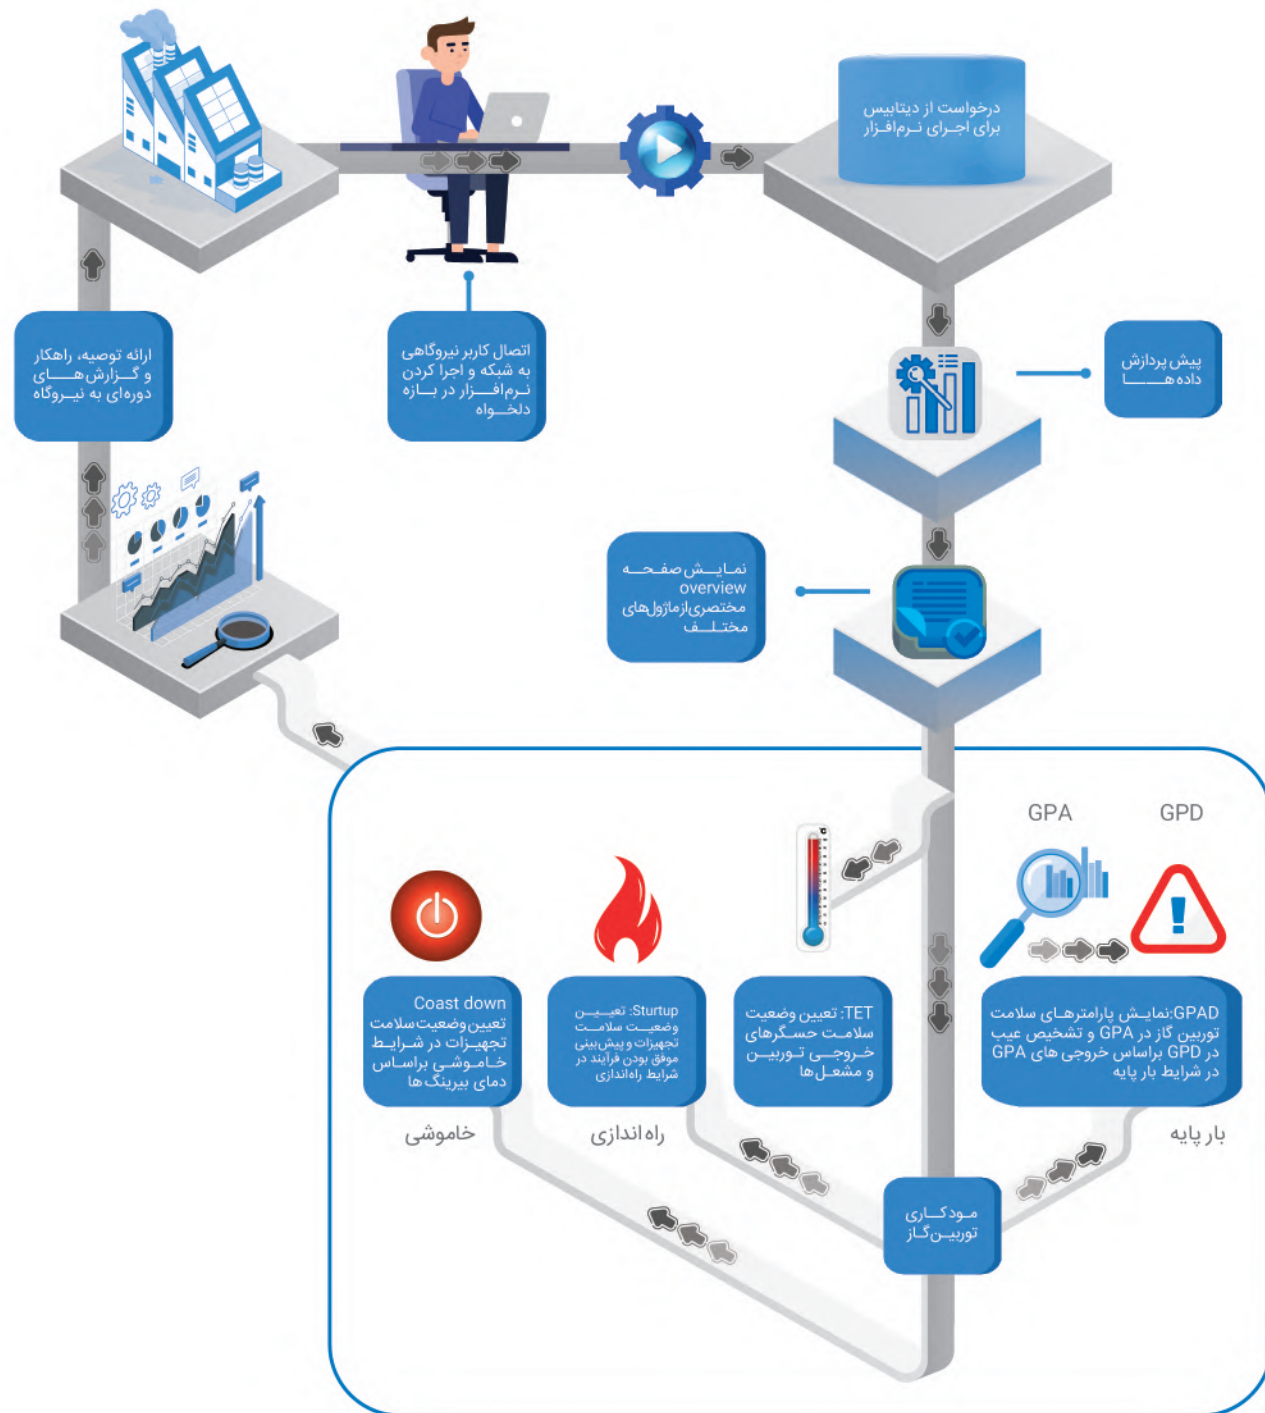 درخواست از دیتابیس
برای اجرای نرم‌افزار
اتصال کاربر نیروگاهی
به شبکه و اجرا کردن
نرم‌افزار در بازه
دلخواه
ارائه توصیه، راهکار
و گزارش‌های
دوره‌ای به نیروگاه
پیش پردازش
داده‌ها
نمایش صفحه
overview
مختصری از ماژول‌های
مختلف
GPA
GPD
GPAD:نمایش پارامترهای سلامت
توربین گاز در GPA و تشخیص عیب
در GPD براساس خروجی های GPA
در شرایط بار پایه
TET: تعیین وضعیت
سلامت حسگرهای
خروجی توربین
و مشعل‌ها
Sturtup: تعیین
وضعیت سلامت
تجهیزات و پیش‌بینی
موفق بودن فرآیند در
شرایط راه‌اندازی
Coast down
تعیین وضعیت سلامت
تجهیزات در شرایط
خاموشی براساس
دمای بیرینگ ها
بار پایه
راه اندازی
خاموشی
مود کاری
توربین گاز